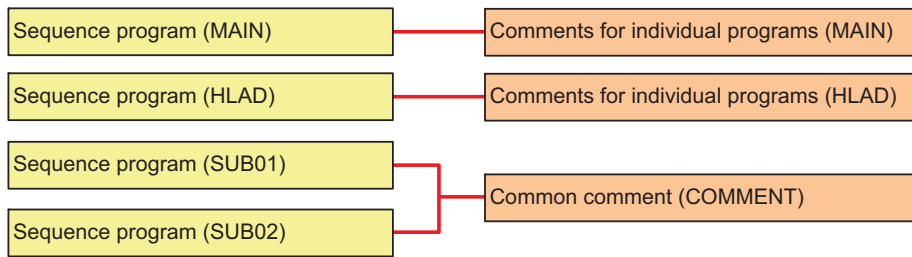 Sequence program (MAIN)
Comments for individual programs (MAIN)
Sequence program (HLAD)
Comments for individual programs (HLAD)
Sequence program (SUB01)
Common comment (COMMENT)
Sequence program (SUB02)